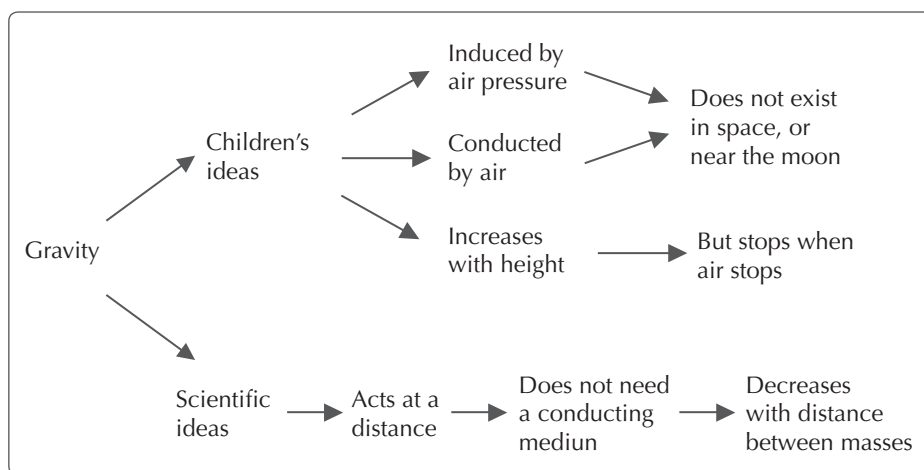 Induced by
air pressure
Does not exist
in space, or
near the moon
Children's
ideas
Conducted
by air
Increases
with height
But stops when
air stops
Gravity
Scientific
ideas
Acts at a
distance
Does not need
a conducting
mediun
Decreases
with distance
between masses